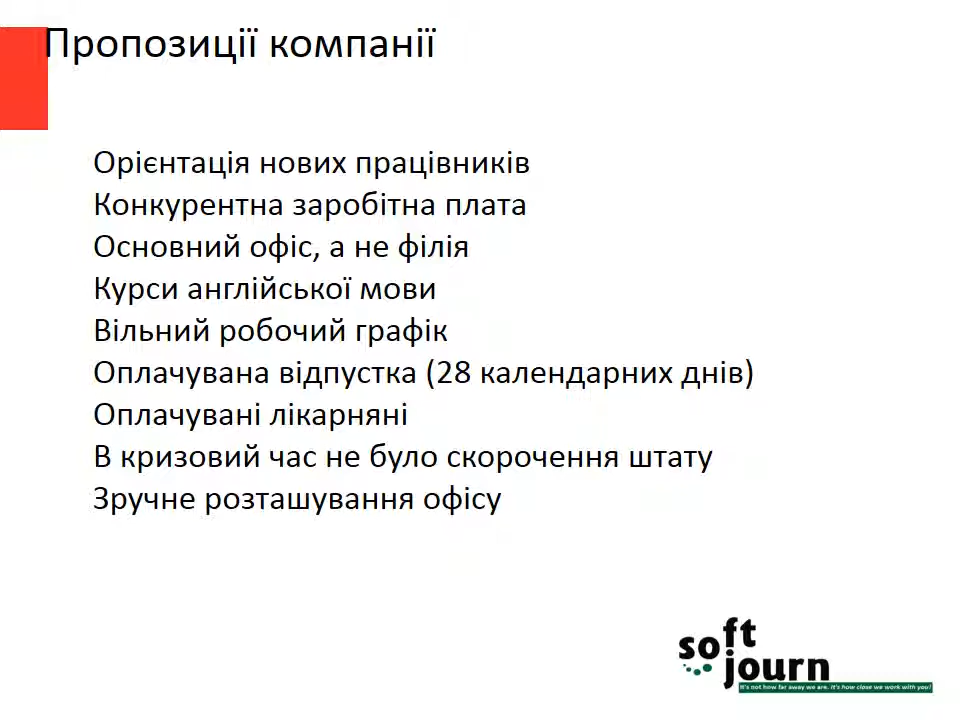 Пропозиції компанії
Орієнтація нових працівників
Конкурентна заробітна плата
Основний офіс, а не філія
Курси англійської мови
Вільний робочий графік
Оплачувана відпустка (28 календарних днів)
Оплачувані лікарняні
В кризовий час не було скорочення штату
Зручне розташування офісу
soft
journ
It's not how far away we are. It's how close we work with you!